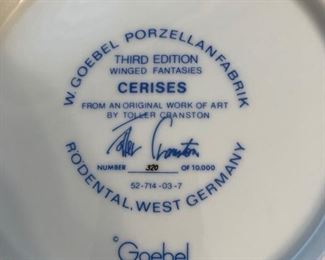 W. GOEBEL PORZELLANFABRIK
THIRD EDITION
WINGED FANTASIES
CERISES
FROM AN ORIGINAL WORK OF ART
BY TOLLER CRANSTON
Toller Cranston
NUMBER 320 OF 10.000
52-714-03-7
RÖDENTAL, WEST GERMANY
© Goebel